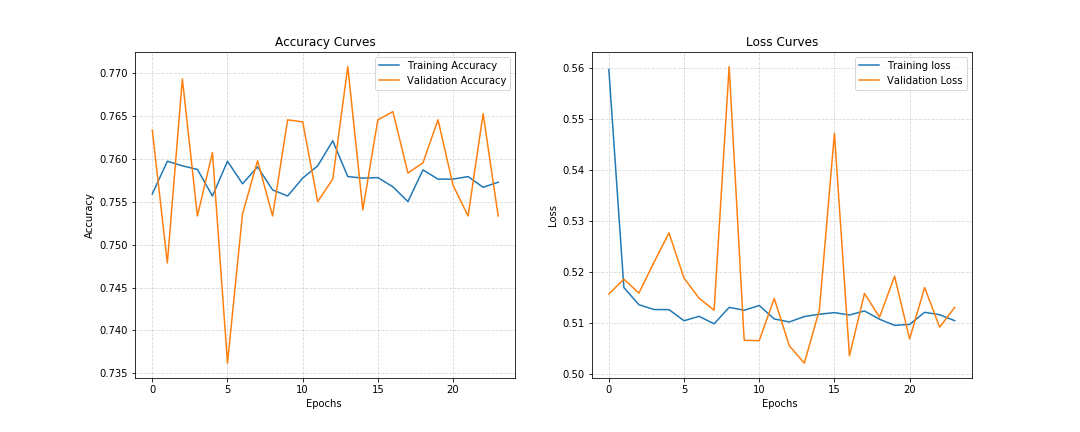 Accuracy Curves
Training Accuracy
Validation Accuracy
0.770
0.765
0.760
0.755
0.750
0.745
0.740
0.735
Accuracy
0 5 10 15 20
Epochs
Loss Curves
Training loss
Validation Loss
0.56
0.55
0.54
0.53
0.52
0.51
0.50
Loss
0 5 10 15 20
Epochs